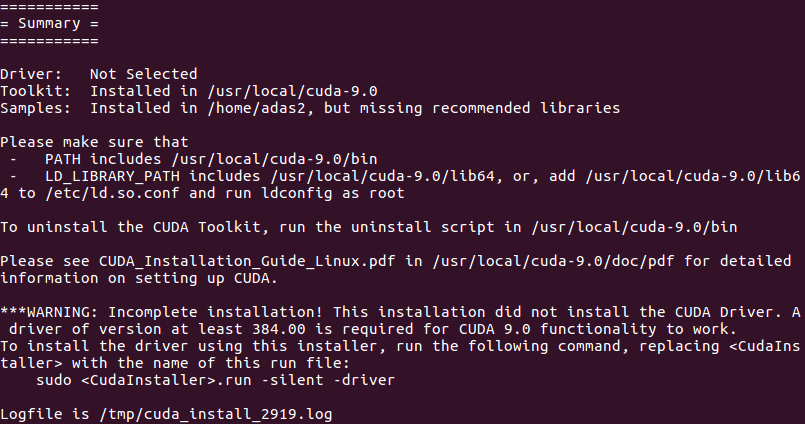 ===========
= Summary =
===========
Driver:   Not Selected
Toolkit:  Installed in /usr/local/cuda-9.0
Samples:  Installed in /home/adas2, but missing recommended libraries
Please make sure that
 -   PATH includes /usr/local/cuda-9.0/bin
 -   LD_LIBRARY_PATH includes /usr/local/cuda-9.0/lib64, or, add /usr/local/cuda-9.0/lib6
4 to /etc/ld.so.conf and run ldconfig as root
To uninstall the CUDA Toolkit, run the uninstall script in /usr/local/cuda-9.0/bin
Please see CUDA_Installation_Guide_Linux.pdf in /usr/local/cuda-9.0/doc/pdf for detailed
information on setting up CUDA.
***WARNING: Incomplete installation! This installation did not install the CUDA Driver. A
 driver of version at least 384.00 is required for CUDA 9.0 functionality to work.
To install the driver using this installer, run the following command, replacing <CudaIns
taller> with the name of this run file:
    sudo <CudaInstaller>.run -silent -driver
Logfile is /tmp/cuda_install_2919.log